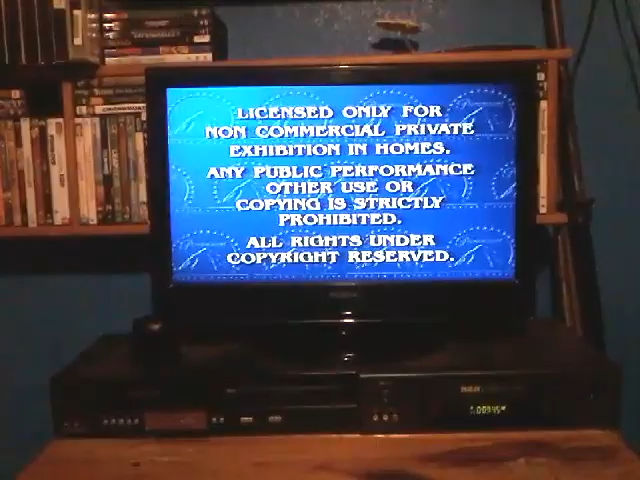 LICENSED ONLY FOR
NON COMMERCIAL PRIVATE
EXHIBITION IN HOMES.
ANY PUBLIC PERFORMANCE
OTHER USE OR
COPYING IS STRICTLY
PROHIBITED.
ALL RIGHTS UNDER
COPYRIGHT RESERVED.
RCA